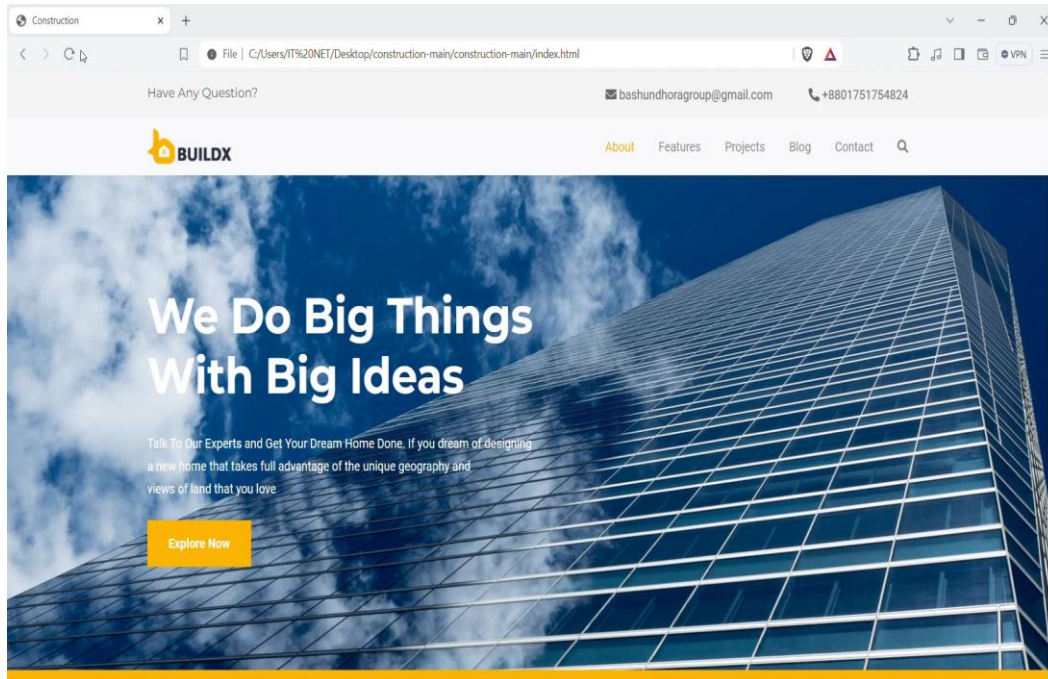 Construction
File | C:/Users/IT%20NET/Desktop/construction-main/construction-main/index.html
VPN
Have Any Question? bashundhoragroup@gmail.com +8801751754824
BUILDX About Features Projects Blog Contact
We Do Big Things
With Big Ideas
Talk To Our Experts and Get Your Dream Home Done. If you dream of designing
a new home that takes full advantage of the unique geography and
views of land that you love
Explore Now